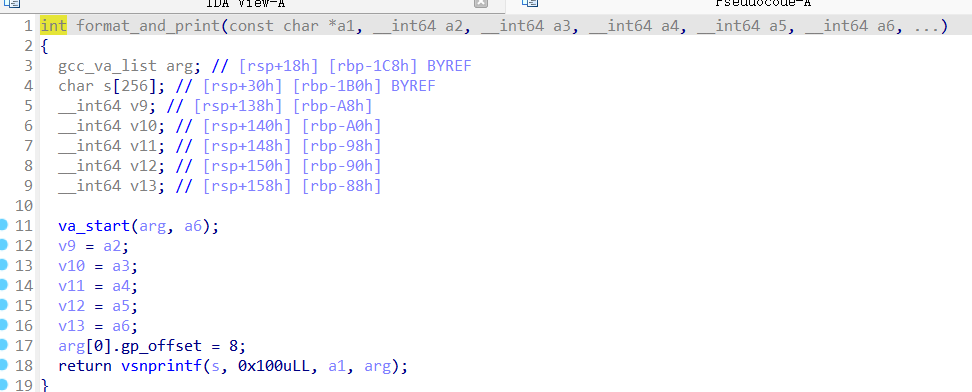 IDA View-A Pseudocode-A
1 int format_and_print(const char *a1, __int64 a2, __int64 a3, __int64 a4, __int64 a5, __int64 a6, ...)
2 {
3   gcc_va_list arg; // [rsp+18h] [rbp-1C8h] BYREF
4   char s[256]; // [rsp+30h] [rbp-1B0h] BYREF
5   __int64 v9; // [rsp+138h] [rbp-A8h]
6   __int64 v10; // [rsp+140h] [rbp-A0h]
7   __int64 v11; // [rsp+148h] [rbp-98h]
8   __int64 v12; // [rsp+150h] [rbp-90h]
9   __int64 v13; // [rsp+158h] [rbp-88h]
10
11   va_start(arg, a6);
12   v9 = a2;
13   v10 = a3;
14   v11 = a4;
15   v12 = a5;
16   v13 = a6;
17   arg[0].gp_offset = 8;
18   return vsnprintf(s, 0x100uLL, a1, arg);
19 }